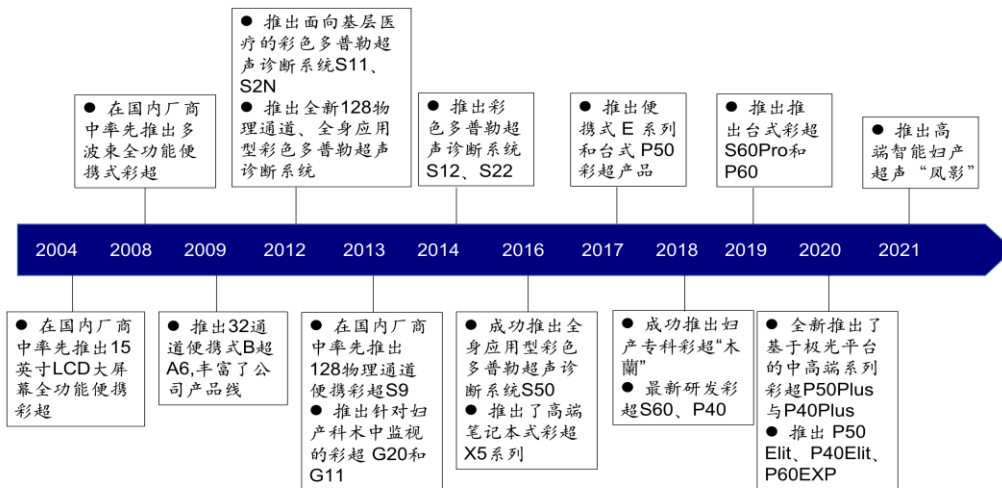 ● 推出面向基层医
疗的彩色多普勒超
声诊断系统S11、
S2N
● 推出全新128物
理通道、全身应用
型彩色多普勒超声
诊断系统
● 在国内厂商
中率先推出多
波束全功能便
携式彩超
● 推出彩
色多普勒超
声诊断系统
S12、S22
● 推出便
携式 E 系列
和台式 P50
彩超产品
● 推出推
出台式彩超
S60Pro和
P60
● 推出高
端智能妇产
超声“凤影”
2004 2008 2009 2012 2013 2014 2016 2017 2018 2019 2020 2021
● 在国内厂商
中率先推出15
英寸LCD大屏
幕全功能便携
彩超
● 推出32通
道便携式B超
A6,丰富了公
司产品线
● 在国内厂商
中率先推出
128物理通道
便携彩超S9
● 推出针对妇
产科术中监视
的彩超 G20和
G11
● 成功推出全
身应用型彩色
多普勒超声诊
断系统S50
● 推出了高端
笔记本式彩超
X5系列
● 成功推出妇
产专科彩超“木
蘭”
● 最新研发彩
超S60、P40
● 全新推出了
基于极光平台
的中高端系列
彩超P50Plus
与P40Plus
● 推出 P50
Elit、P40Elit、
P60EXP